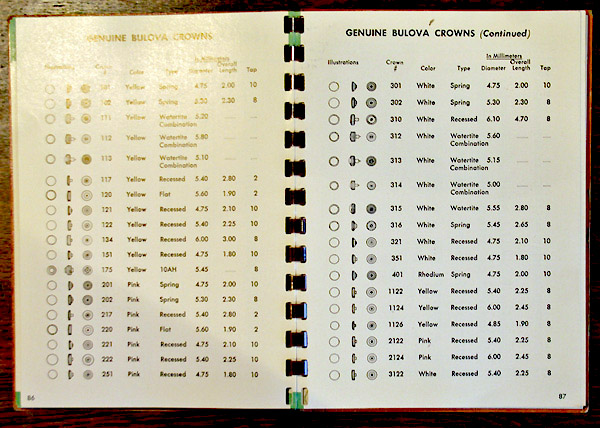 GENUINE BULOVA CROWNS
In Millimeters
Illustrations Crown Overall
# Color Type Diameter Length Tap
101 Yellow Spring 4.75 2.00 10
102 Yellow Spring 5.30 2.30 8
111 Yellow Watertite 5.20
Combination
112 Yellow Watertite 5.80
Combination
113 Yellow Watertite 5.10
Combination
117 Yellow Recessed 5.40 2.80 2
120 Yellow Flat 5.60 1.90 2
121 Yellow Recessed 4.75 2.10 10
122 Yellow Recessed 5.40 2.25 10
134 Yellow Recessed 6.00 3.00 8
151 Yellow Recessed 4.75 1.80 10
175 Yellow 10AH 5.45 8
201 Pink Spring 4.75 2.00 10
202 Pink Spring 5.30 2.30 8
217 Pink Recessed 5.40 2.80 2
220 Pink Flat 5.60 1.90 2
221 Pink Recessed 4.75 2.10 10
222 Pink Recessed 5.40 2.25 10
251 Pink Recessed 4.75 1.80 10
86
GENUINE BULOVA CROWNS (Continued)
In Millimeters
Illustrations Crown Overall
# Color Type Diameter Length Tap
301 White Spring 4.75 2.00 10
302 White Spring 5.30 2.30 8
310 White Recessed 6.10 4.70 8
312 White Watertite 5.60
Combination
313 White Watertite 5.15
Combination
314 White Watertite 5.00
Combination
315 White Watertite 5.55 2.80 8
316 White Spring 5.45 2.65 8
321 White Recessed 4.75 2.10 10
351 White Recessed 4.75 1.80 10
401 Rhodium Spring 4.75 2.00 10
1122 Yellow Recessed 5.40 2.25 8
1124 Yellow Recessed 6.00 2.45 8
1126 Yellow Recessed 4.85 1.90 8
2122 Pink Recessed 5.40 2.25 8
2124 Pink Recessed 6.00 2.45 8
3122 White Recessed 5.40 2.25 8
87